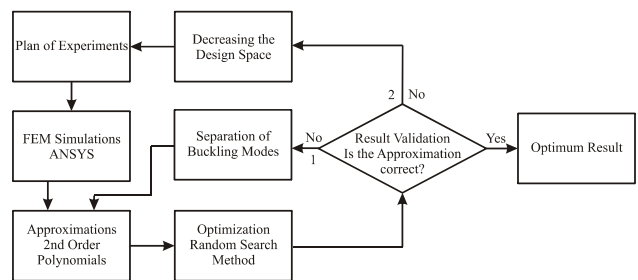 Plan of Experiments
Decreasing the
Design Space
2
No
FEM Simulations
ANSYS
Separation of
Buckling Modes
No
1
Result Validation
Is the Approximation
correct?
Yes
Optimum Result
Approximations
2nd Order
Polynomials
Optimization
Random Search
Method